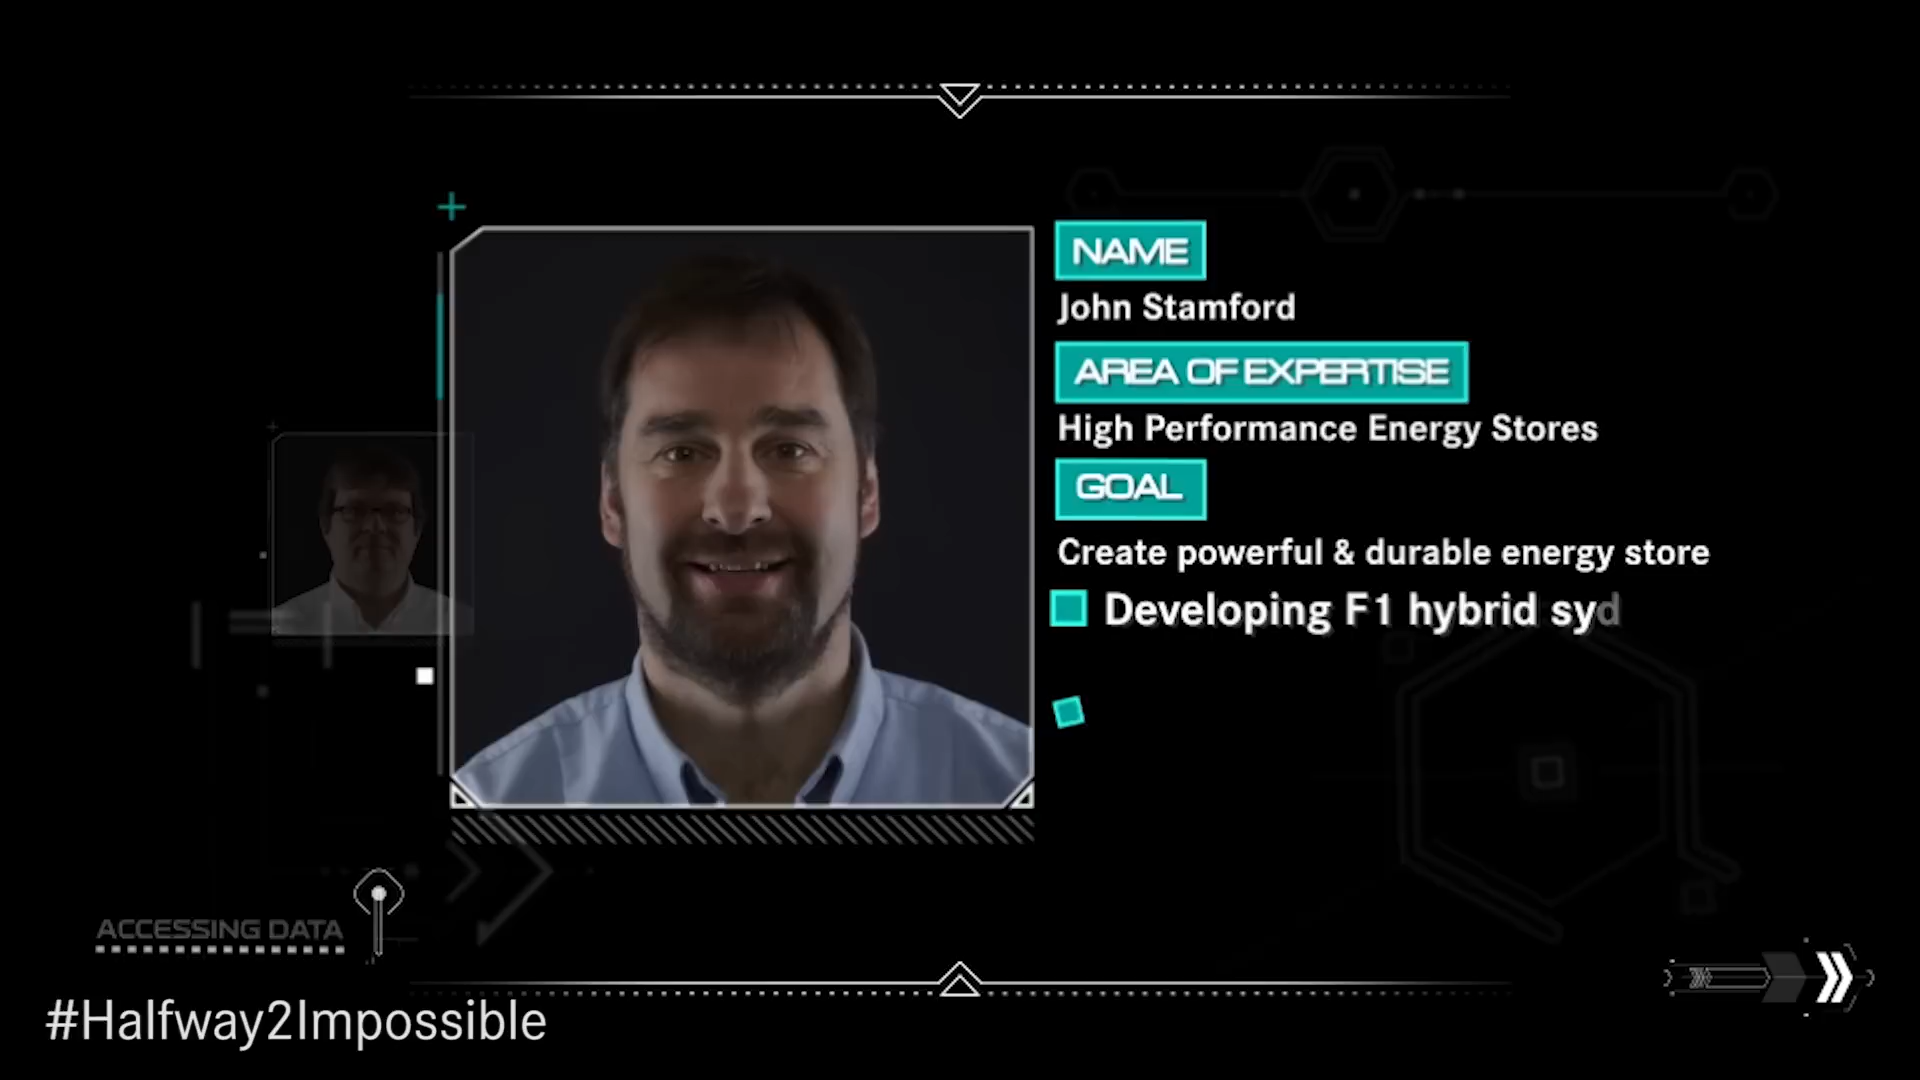 NAME
John Stamford
AREA OF EXPERTISE
High Performance Energy Stores
GOAL
Create powerful & durable energy store
Developing F1 hybrid syd
ACCESSING DATA
#Halfway2Impossible